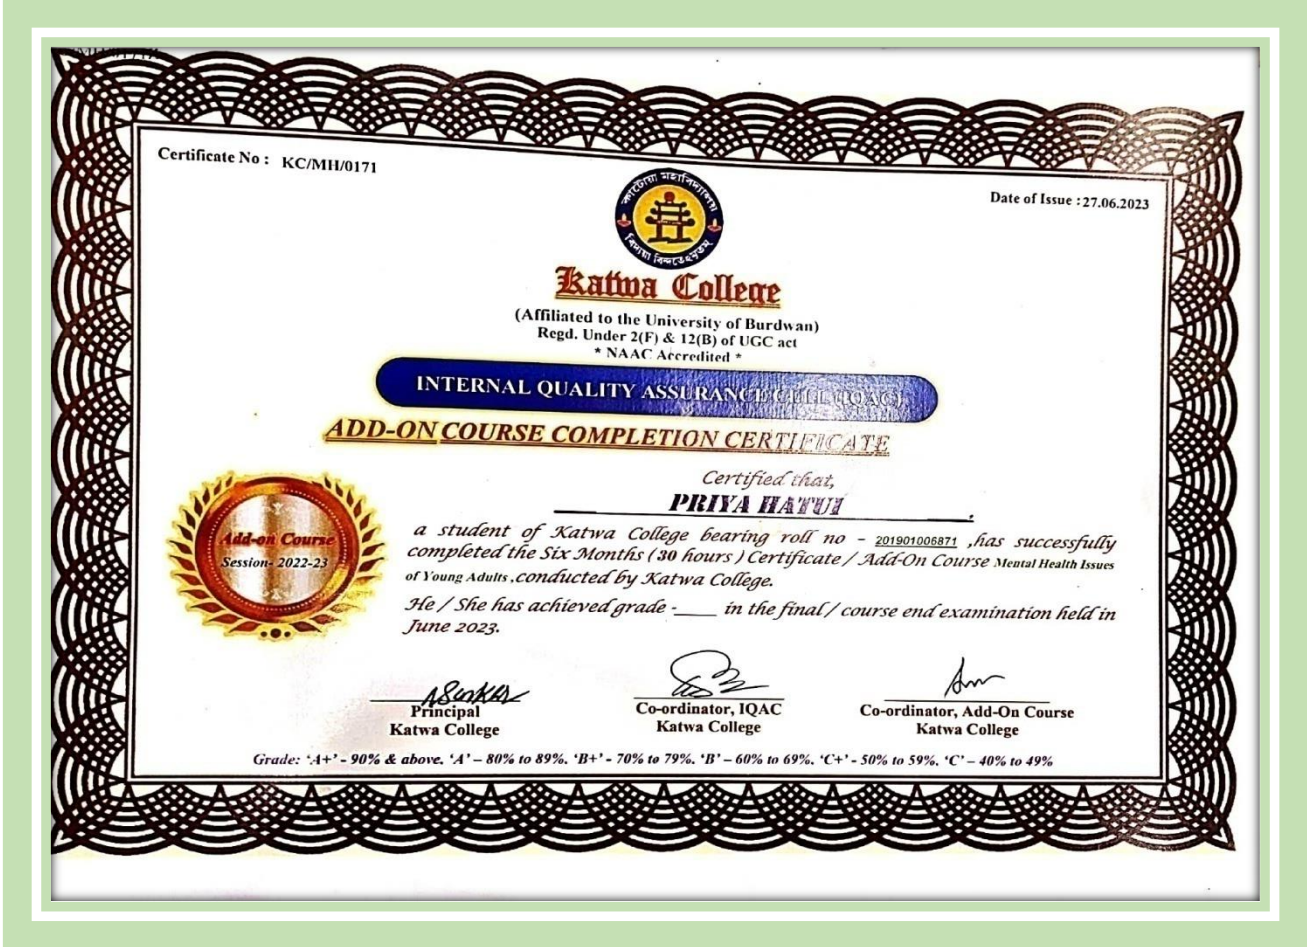 Certificate No : KC/MH/0171
Date of Issue : 27.06.2023
কাটোয়া মহাবিদ্যালয়
Katwa College
(Affiliated to the University of Burdwan)
Regd. Under 2(F) & 12(B) of UGC act
* NAAC Accredited *
INTERNAL QUALITY ASSURANCE CELL (IQAC)
ADD-ON COURSE COMPLETION CERTIFICATE
Certified that,
PRIYA HATUI.
Add-on Course
Session- 2022-23
a student of Katwa College bearing roll no - 201901006871 ,has successfully
completed the Six Months (30 hours) Certificate / Add-On Course Mental Health Issues
of Young Adults ,conducted by Katwa College.
He / She has achieved grade -____ in the final / course end examination held in
June 2023.
Principal
Katwa College
Co-ordinator, IQAC
Katwa College
Co-ordinator, Add-On Course
Katwa College
Grade: ‘A+’ - 90% & above. ‘A’ – 80% to 89%. ‘B+’ - 70% to 79%. ‘B’ – 60% to 69%. ‘C+’ - 50% to 59%. ‘C’ – 40% to 49%